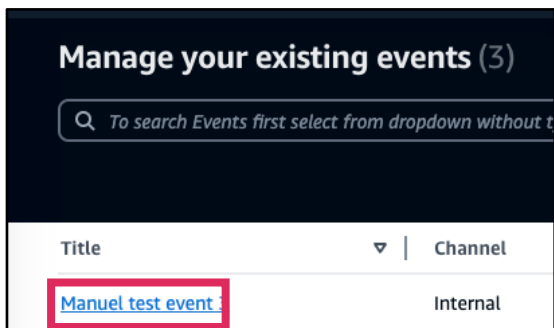 Manage your existing events (3)
To search Events first select from dropdown without
Title Channel
Manuel test event Internal